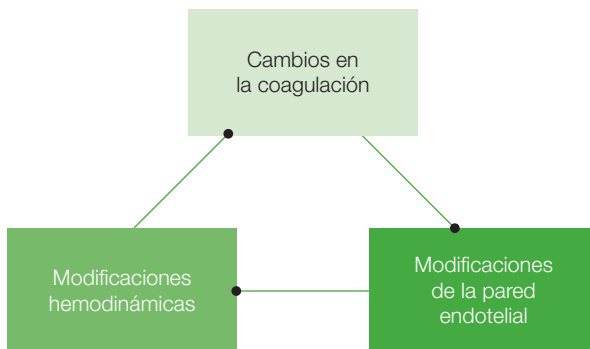 Cambios en
la coagulación
Modificaciones
hemodinámicas
Modificaciones
de la pared
endotelial